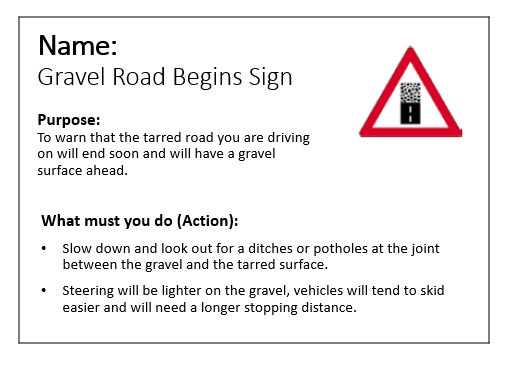 Name:
Gravel Road Begins Sign
Purpose:
To warn that the tarred road you are driving
on will end soon and will have a gravel
surface ahead.
What must you do (Action):
• Slow down and look out for a ditches or potholes at the joint
between the gravel and the tarred surface.
• Steering will be lighter on the gravel, vehicles will tend to skid
easier and will need a longer stopping distance.